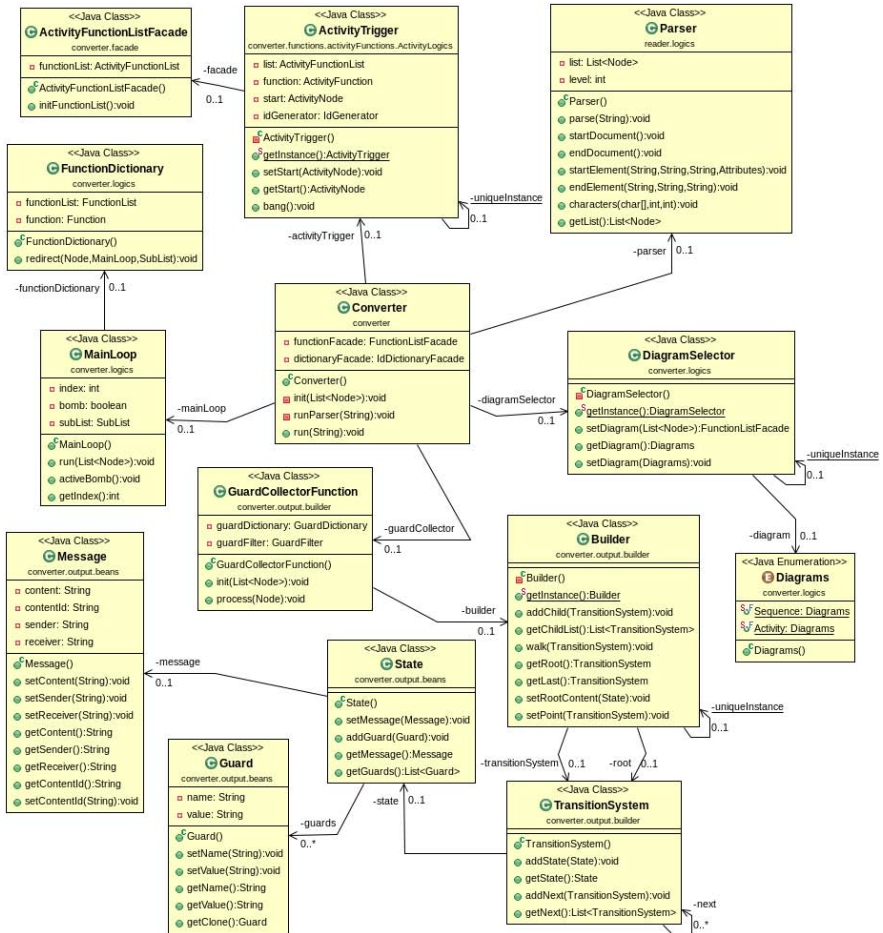 <<Java Class>>
ActivityFunctionListFacade
converter.facade
functionList: ActivityFunctionList
ActivityFunctionListFacade()
initFunctionList():void
-facade
0..1
<<Java Class>>
ActivityTrigger
converter.functions.activityFunctions.ActivityLogics
list: ActivityFunctionList
function: ActivityFunction
start: ActivityNode
idGenerator: IdGenerator
ActivityTrigger()
getInstance():ActivityTrigger
setStart(ActivityNode):void
getStart():ActivityNode
bang():void
-uniqueInstance
0..1
<<Java Class>>
Parser
reader.logics
list: List<Node>
level: int
Parser()
parse(String):void
startDocument():void
endDocument():void
startElement(String,String,String,Attributes):void
endElement(String,String,String):void
characters(char[],int,int):void
getList():List<Node>
<<Java Class>>
FunctionDictionary
converter.logics
functionList: FunctionList
function: Function
FunctionDictionary()
redirect(Node,MainLoop,SubList):void
-functionDictionary
0..1
-activityTrigger
0..1
-parser
0..1
<<Java Class>>
MainLoop
converter.logics
index: int
bomb: boolean
subList: SubList
MainLoop()
run(List<Node>):void
activeBomb():void
getIndex():int
-mainLoop
0..1
<<Java Class>>
Converter
converter
functionFacade: FunctionListFacade
dictionaryFacade: IdDictionaryFacade
Converter()
init(List<Node>):void
runParser(String):void
run(String):void
-diagramSelector
0..1
<<Java Class>>
DiagramSelector
converter.logics
DiagramSelector()
getInstance():DiagramSelector
setDiagram(List<Node>):FunctionListFacade
getDiagram():Diagrams
setDiagram(Diagrams):void
-uniqueInstance
0..1
-diagram
0..1
<<Java Class>>
GuardCollectorFunction
converter.output.builder
guardDictionary: GuardDictionary
guardFilter: GuardFilter
GuardCollectorFunction()
init(List<Node>):void
process(Node):void
-guardCollector
0..1
-builder
0..1
<<Java Class>>
Builder
converter.output.builder
Builder()
getInstance():Builder
addChild(TransitionSystem):void
getChildList():List<TransitionSystem>
walk(TransitionSystem):void
getRoot():TransitionSystem
getLast():TransitionSystem
setRootContent(State):void
setPoint(TransitionSystem):void
-uniqueInstance
0..1
<<Java Enumeration>>
Diagrams
converter.logics
Sequence: Diagrams
Activity: Diagrams
Diagrams()
<<Java Class>>
Message
converter.output.beans
content: String
contentId: String
sender: String
receiver: String
Message()
setContent(String):void
setSender(String):void
setReceiver(String):void
getContent():String
getSender():String
getReceiver():String
getContentId():String
setContentId(String):void
-message
0..1
<<Java Class>>
State
converter.output.beans
State()
setMessage(Message):void
addGuard(Guard):void
getMessage():Message
getGuards():List<Guard>
-transitionSystem
0..1
-root
0..1
-state
0..1
<<Java Class>>
Guard
converter.output.beans
name: String
value: String
Guard()
setName(String):void
setValue(String):void
getName():String
getValue():String
getClone():Guard
-guards
0..*
<<Java Class>>
TransitionSystem
converter.output.builder
TransitionSystem()
addState(State):void
getState():State
addNext(TransitionSystem):void
getNext():List<TransitionSystem>
-next
0..*